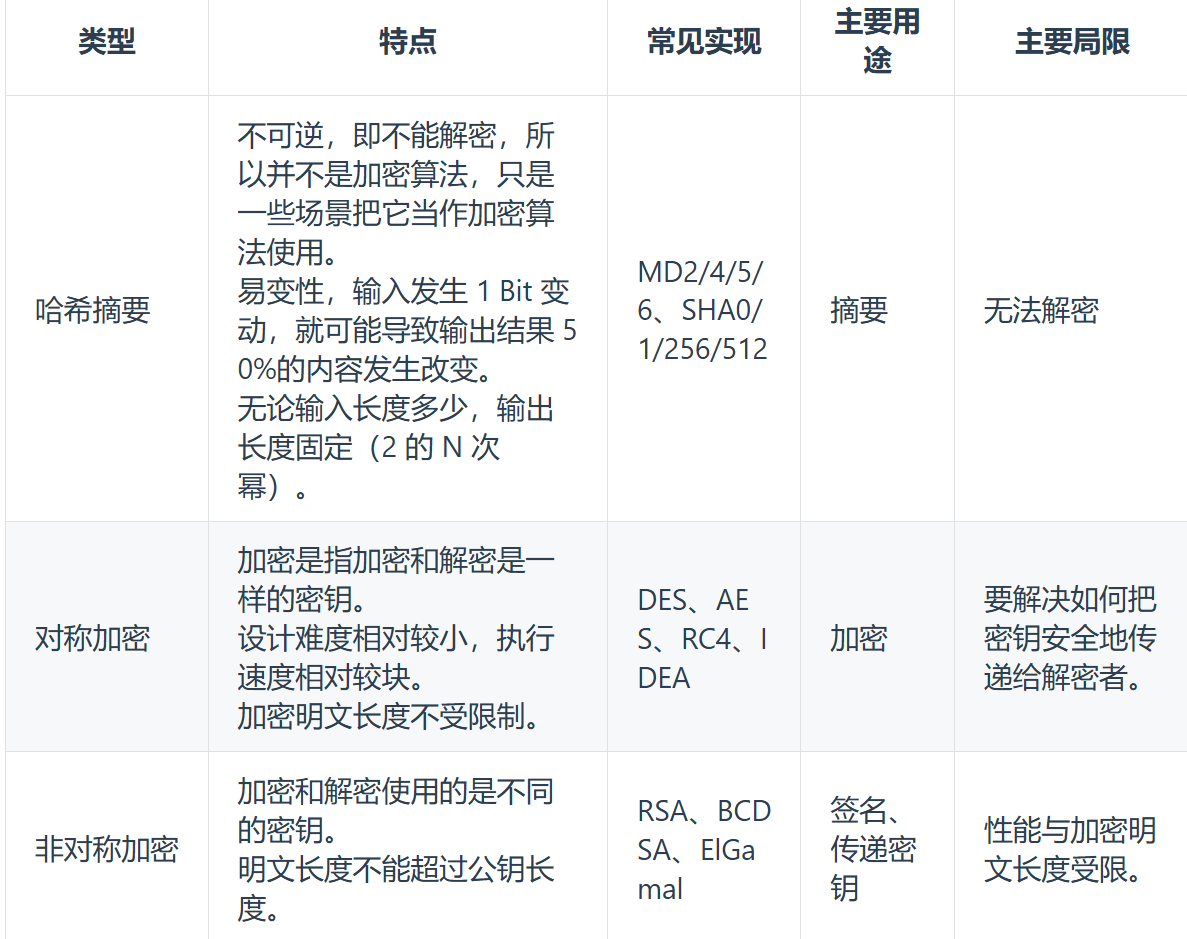 类型
特点
常见实现
主要用
途
主要局限
哈希摘要
不可逆，即不能解密，所
以并不是加密算法，只是
一些场景把它当作加密算
法使用。
易变性，输入发生 1 Bit 变
动，就可能导致输出结果 5
0%的内容发生改变。
无论输入长度多少，输出
长度固定（2 的 N 次
幂）。
MD2/4/5/
6、SHA0/
1/256/512
摘要
无法解密
对称加密
加密是指加密和解密是一
样的密钥。
设计难度相对较小，执行
速度相对较块。
加密明文长度不受限制。
DES、AE
S、RC4、I
DEA
加密
要解决如何把
密钥安全地传
递给解密者。
非对称加密
加密和解密使用的是不同
的密钥。
明文长度不能超过公钥长
度。
RSA、BCD
SA、ElGa
mal
签名、
传递密
钥
性能与加密明
文长度受限。